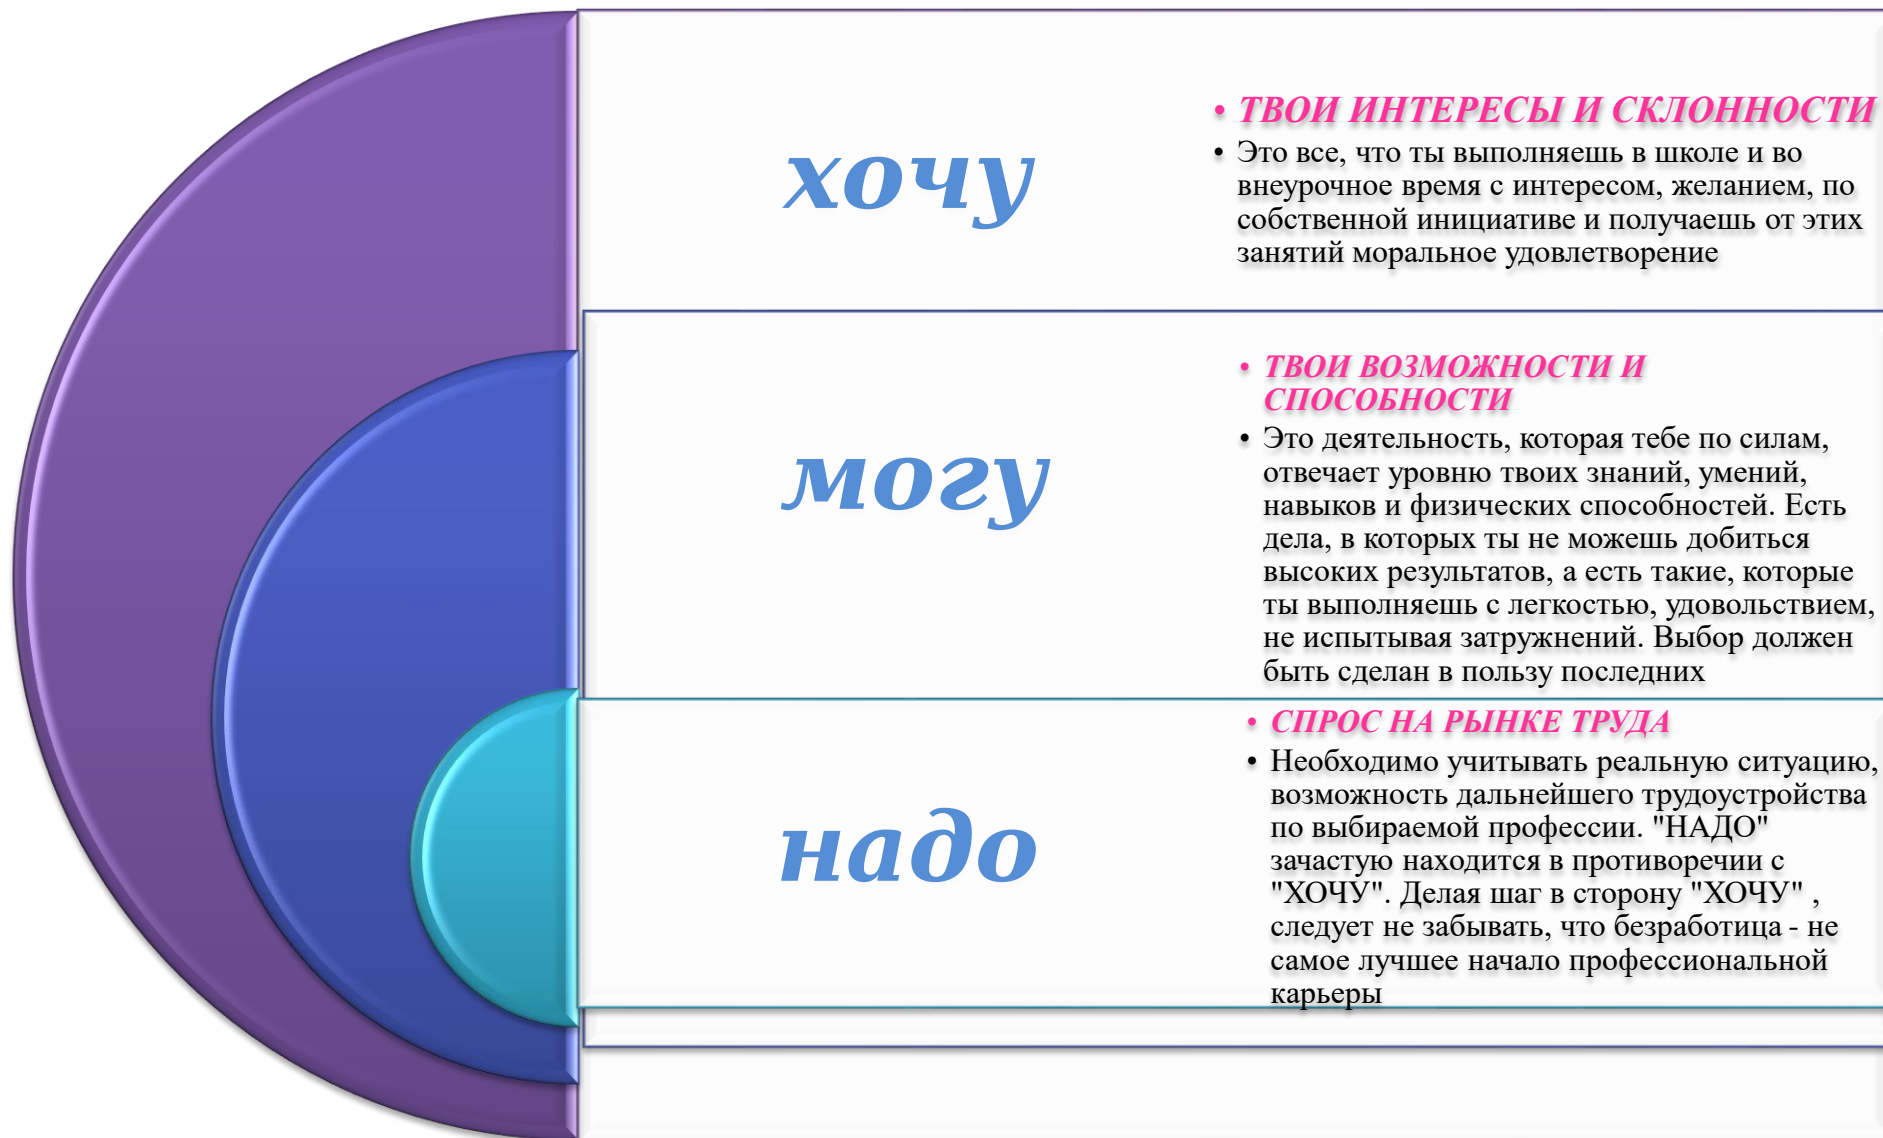 хочу
• ТВОИ ИНТЕРЕСЫ И СКЛОННОСТИ
• Это все, что ты выполняешь в школе и во
внеурочное время с интересом, желанием, по
собственной инициативе и получаешь от этих
занятий моральное удовлетворение
могу
• ТВОИ ВОЗМОЖНОСТИ И
СПОСОБНОСТИ
• Это деятельность, которая тебе по силам,
отвечает уровню твоих знаний, умений,
навыков и физических способностей. Есть
дела, в которых ты не можешь добиться
высоких результатов, а есть такие, которые
ты выполняешь с легкостью, удовольствием,
не испытывая затружнений. Выбор должен
быть сделан в пользу последних
надо
• СПРОС НА РЫНКЕ ТРУДА
• Необходимо учитывать реальную ситуацию,
возможность дальнейшего трудоустройства
по выбираемой профессии. "НАДО"
зачастую находится в противоречии с
"ХОЧУ". Делая шаг в сторону "ХОЧУ" ,
следует не забывать, что безработица - не
самое лучшее начало профессиональной
карьеры